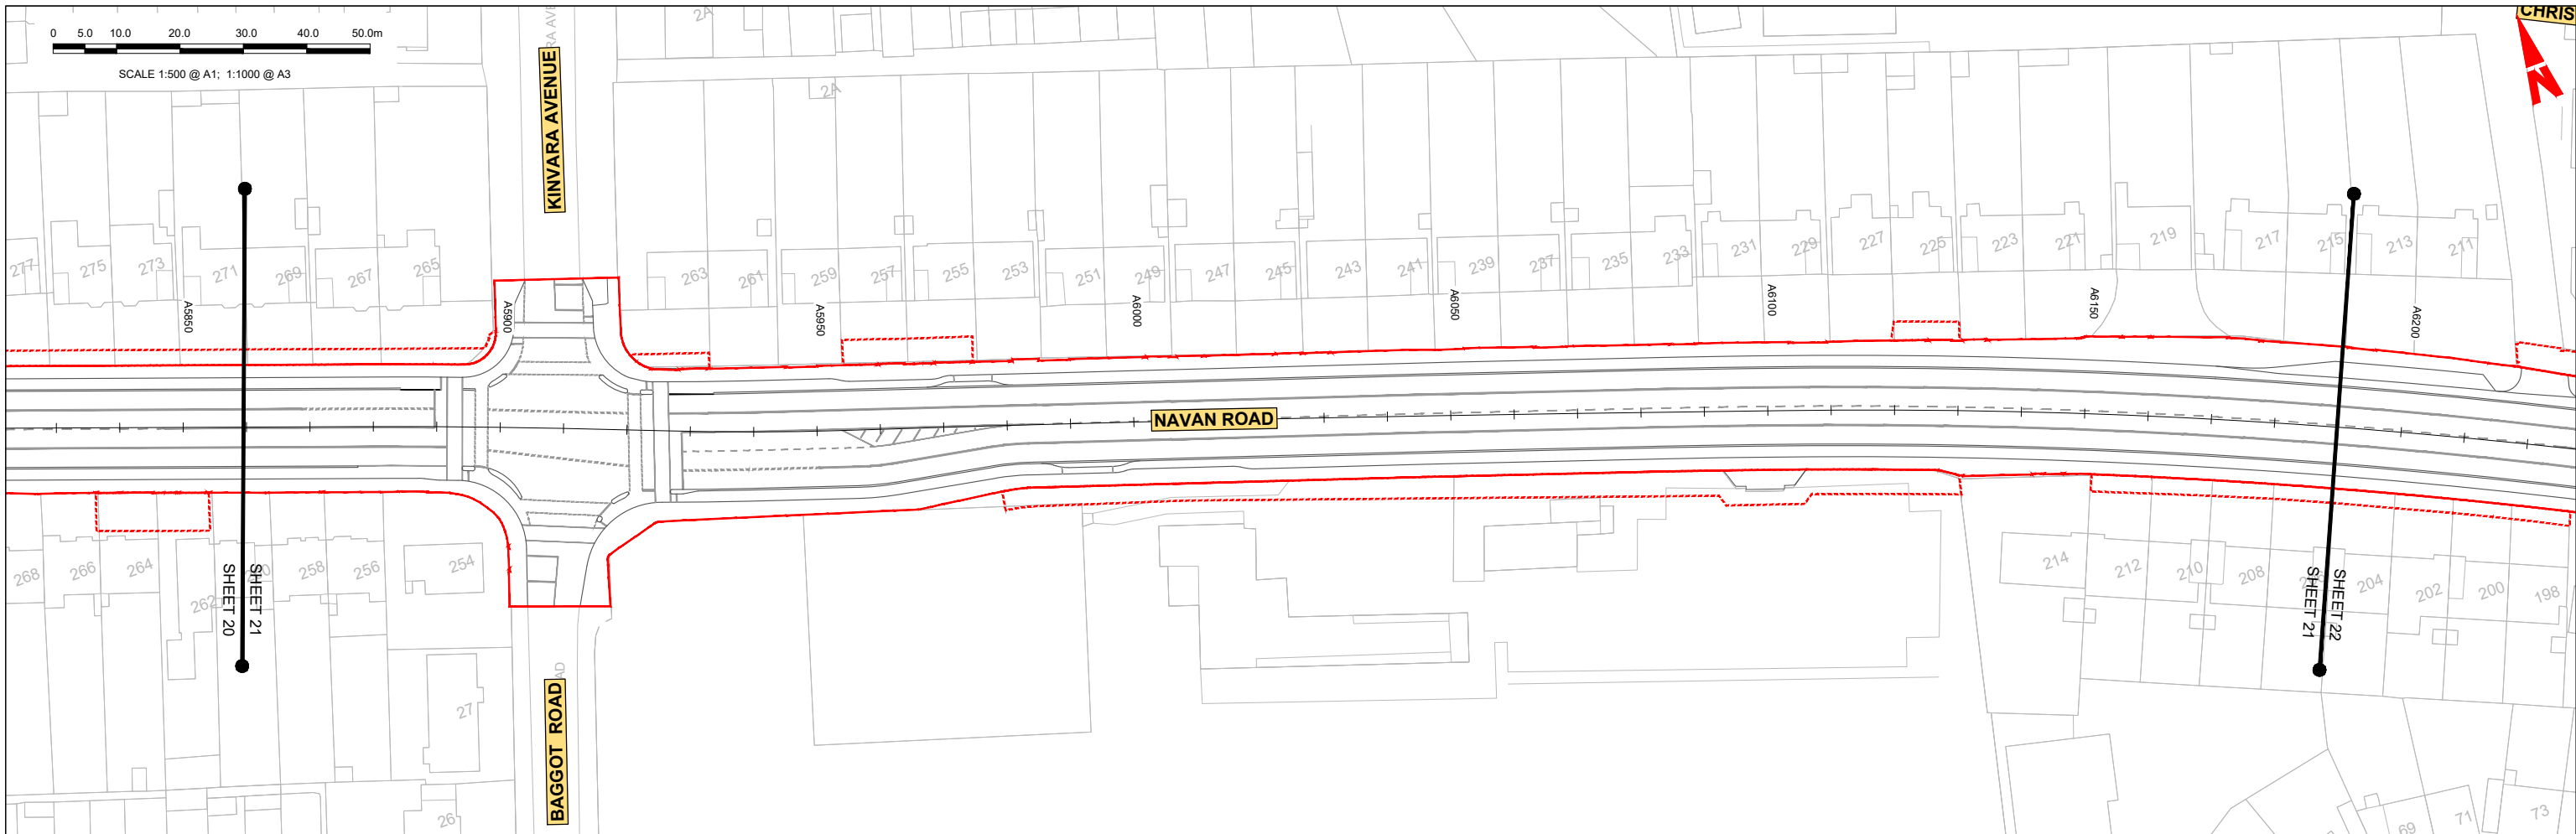 0 5.0 10.0 20.0 30.0 40.0 50.0m
SCALE 1:500 @ A1; 1:1000 @ A3
KINVARA AVENUE
2A
2A
CHRIS
N
277 275 273 271 269 267 265
263 261 259 257 255 253 251 249 247 245 243 241 239 237 235 233 231 229 227 225 223 221 219 217 215 213 211
A5850 A5900 A5950 A6000 A6050 A6100 A6150 A6200
NAVAN ROAD
268 266 264 262 258 256 254
214 212 210 208 204 202 200 198
SHEET 21
SHEET 20
SHEET 22
SHEET 21
BAGGOT ROAD
27
26
69 71 73